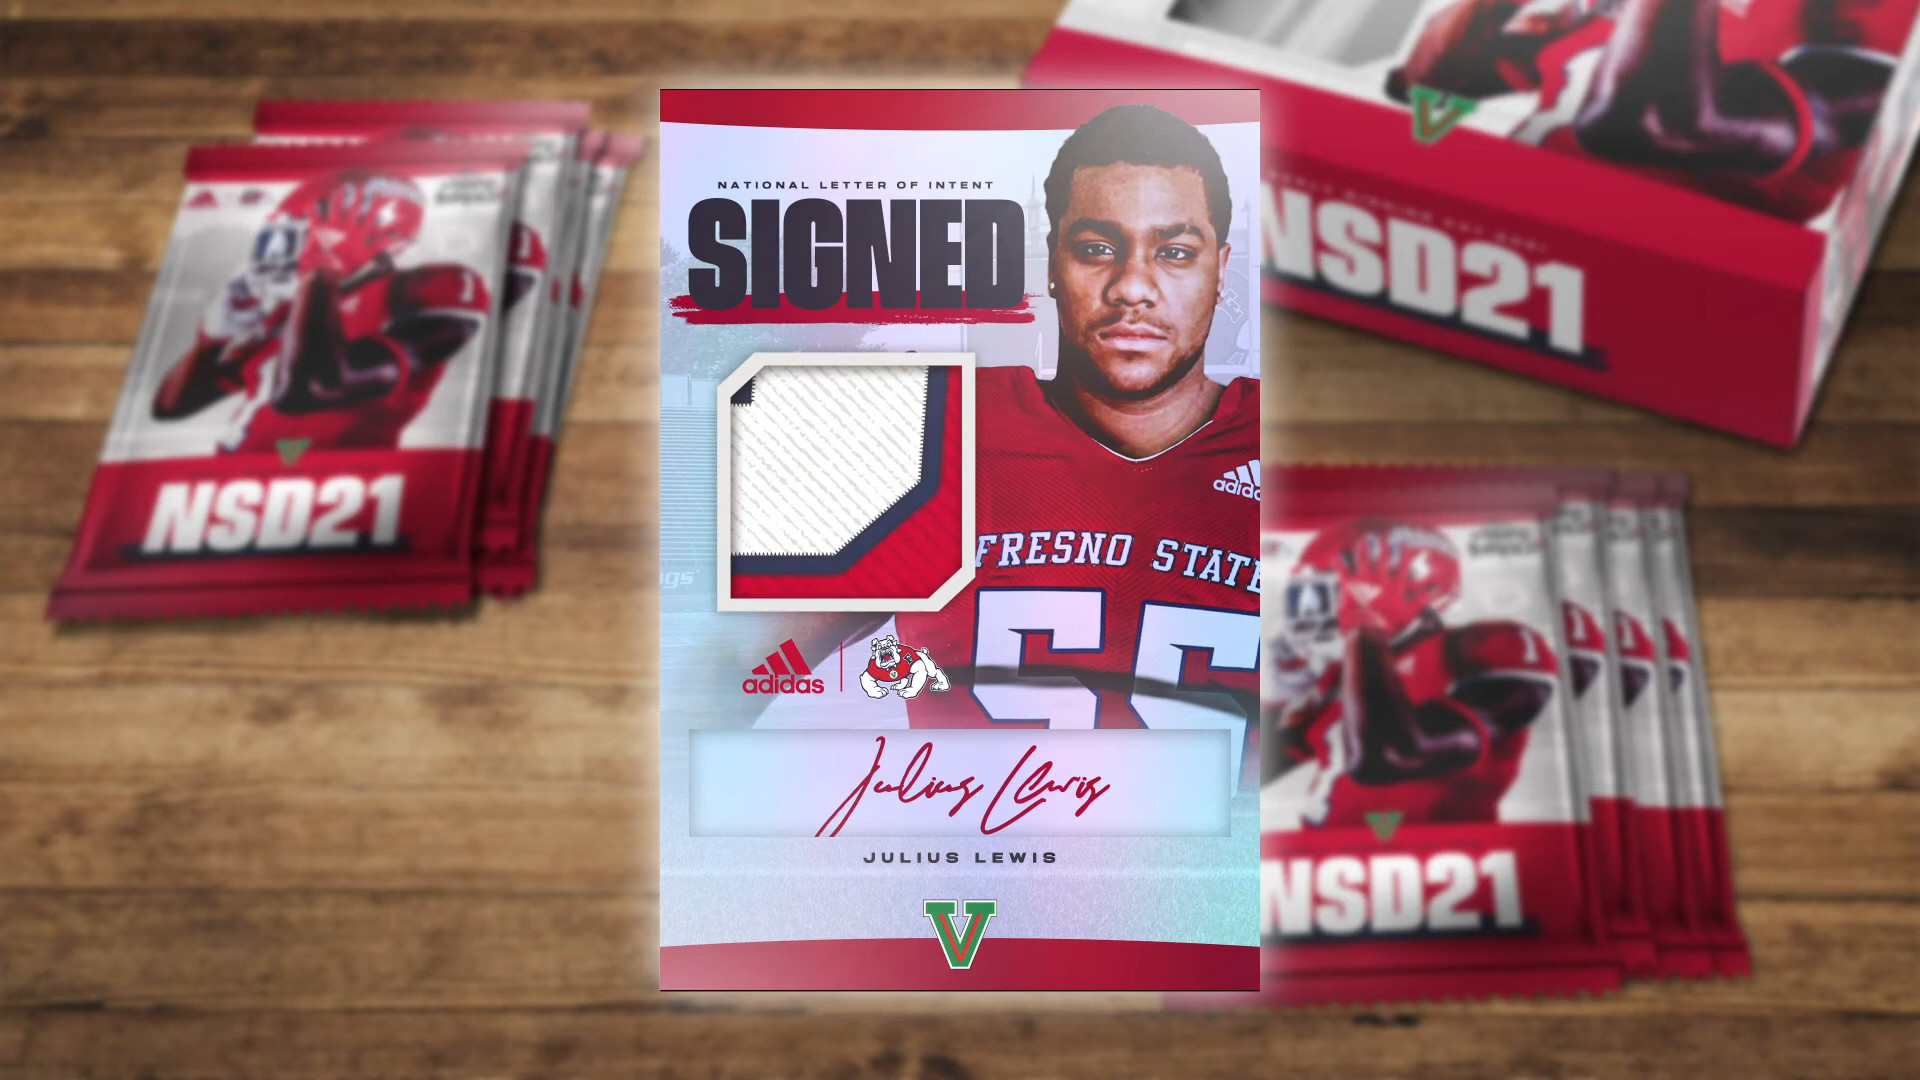 NATIONAL LETTER OF INTENT
SIGNED
adidas
FRESNO STATE
55
adidas
V
Julius Lewis
JULIUS LEWIS
V
NSD21
NSD21
V
NSD21